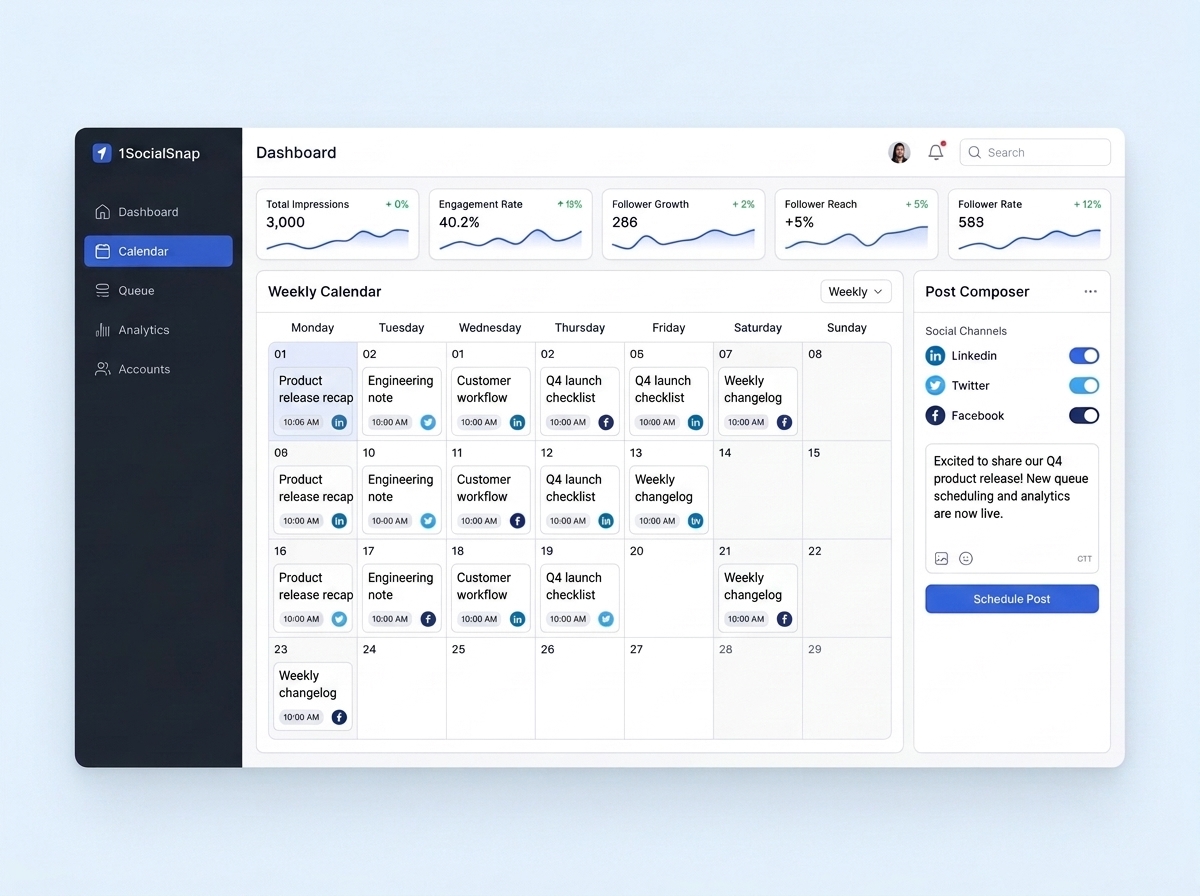 1SocialSnap
Dashboard
Calendar
Queue
Analytics
Accounts
Dashboard
Search
Total Impressions + 0%
3,000
Engagement Rate 18%
40.2%
Follower Growth + 2%
286
Follower Reach + 5%
+5%
Follower Rate + 12%
583
Weekly Calendar
Weekly
Monday Tuesday Wednesday Thursday Friday Saturday Sunday
01 02 01 02 05 07 08
Product Engineering Customer Q4 launch Q4 launch Weekly
release recap note workflow checklist checklist changelog
10:06 AM in 10:00 AM 10:00 AM in 10:00 AM f 10:00 AM in 10:00 AM f
08 10 11 12 13 14 15
Product Engineering Customer Q4 launch Weekly
release recap note workflow checklist changelog
10:00 AM in 10-00 AM 10:00 AM f 10:00 AM 10:00 AM
16 17 18 19 20 21 22
Product Engineering Customer Q4 launch Weekly
release recap note workflow checklist changelog
10:00 AM 10:00 AM f 10:00 AM in 10:00 AM 10:00 AM f
23 24 25 26 27 28 29
Weekly
changelog
10:00 AM f
Post Composer
Social Channels
in Linkedin
Twitter
f Facebook
Excited to share our Q4
product release! New queue
scheduling and analytics
are now live.
Schedule Post